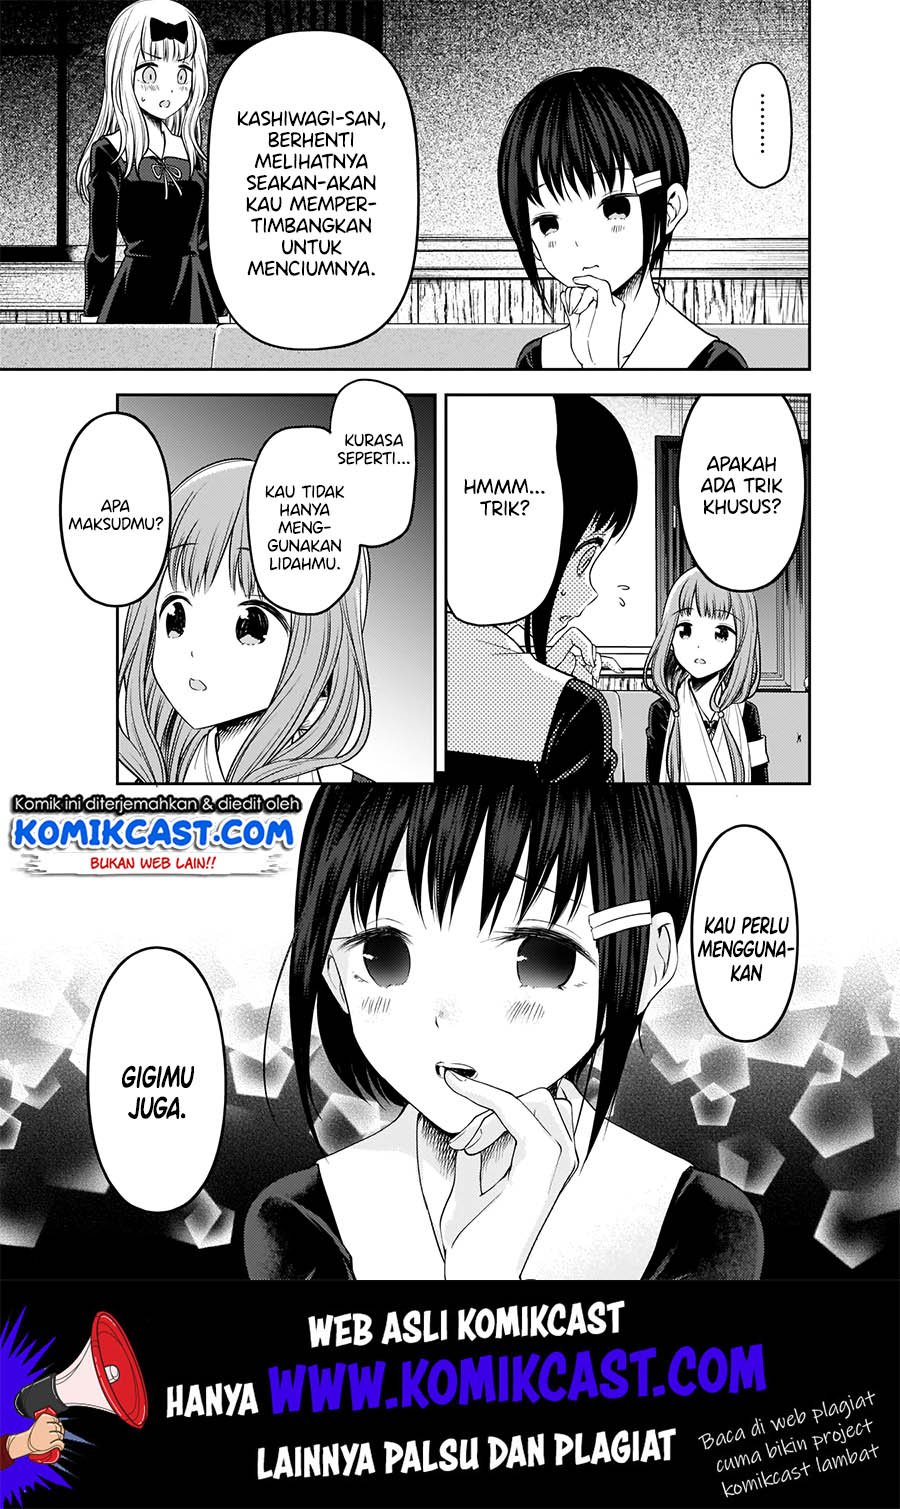 .........
KASHIWAGI-SAN,
BERHENTI
MELIHATNYA
SEAKAN-AKAN
KAU MEMPER-
TIMBANGKAN
UNTUK
MENCIUMNYA.
APAKAH
ADA TRIK
KHUSUS?
HMMM...
TRIK?
KURASA
SEPERTI...
KAU TIDAK
HANYA
MENG-
GUNAKAN
LIDAHMU.
APA
MAKSUDMU?
KAU PERLU
MENGGUNA-
KAN
GIGIMU
JUGA.
Komik ini diterjemahkan & diedit oleh
KOMIKCAST.COM
BUKAN WEB LAIN!!
WEB ASLI KOMIKCAST
HANYA WWW.KOMIKCAST.COM
LAINNYA PALSU DAN PLAGIAT
Baca di web plagiat
cuma bikin project
komikcast lambat